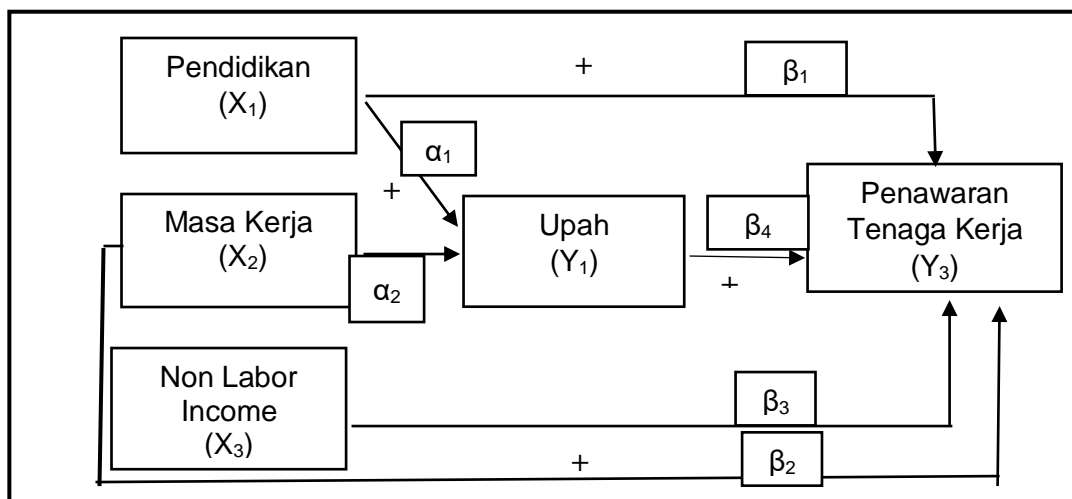 Pendidikan
(X₁)
+
β₁
α₁
+
Masa Kerja
(X₂)
α₂
Upah
(Y₁)
β₄
+
Penawaran
Tenaga Kerja
(Y₃)
Non Labor
Income
(X₃)
β₃
+
β₂